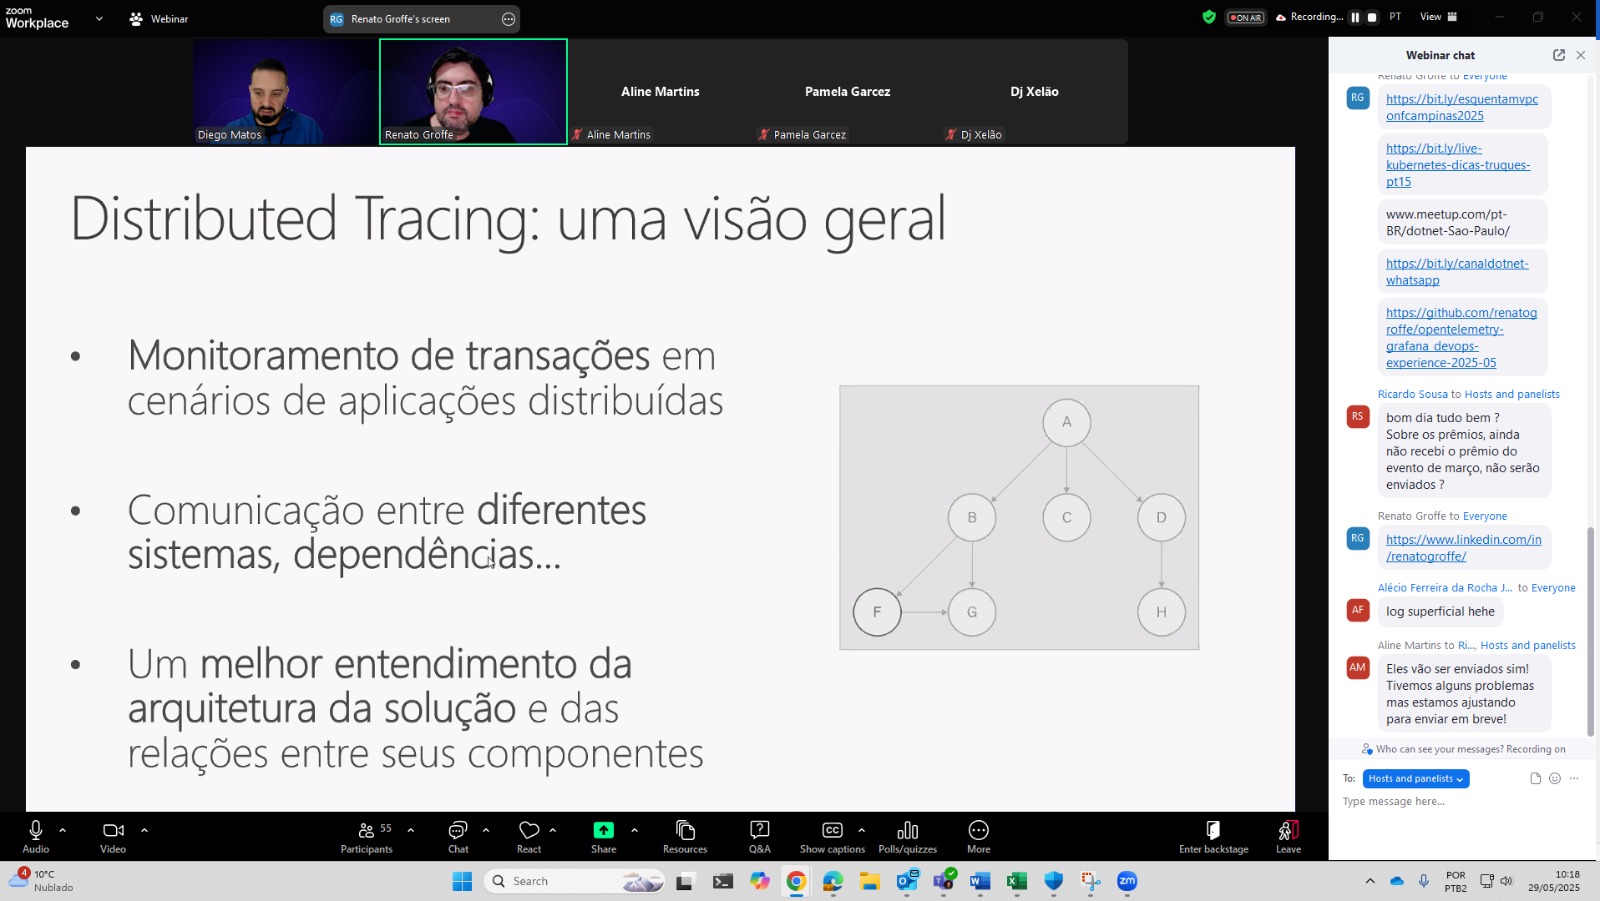 zoom
Workplace
Webinar
RG Renato Groffe's screen
ON AIR
Recording...
PT
View
Diego Matos
Renato Groffe
Aline Martins
Aline Martins
Pamela Garcez
Pamela Garcez
Dj Xelão
Dj Xelão
Distributed Tracing: uma visão geral
• Monitoramento de transações em
cenários de aplicações distribuídas
• Comunicação entre diferentes
sistemas, dependências...
• Um melhor entendimento da
arquitetura da solução e das
relações entre seus componentes
A
B
C
D
F
G
H
Webinar chat
Renato Groffe to Everyone
RG
https://bit.ly/esquentamvpc
onfcampinas2025
https://bit.ly/live-
kubernetes-dicas-truques-
pt15
www.meetup.com/pt-
BR/dotnet-Sao-Paulo/
https://bit.ly/canaldotnet-
whatsapp
https://github.com/renatog
roffe/opentelemetry-
grafana_devops-
experience-2025-05
Ricardo Sousa to Hosts and panelists
RS
bom dia tudo bem ?
Sobre os prêmios, ainda
não recebi o prêmio do
evento de março, não serão
enviados ?
Renato Groffe to Everyone
RG
https://www.linkedin.com/in
/renatogroffe/
Alécio Ferreira da Rocha J... to Everyone
AF
log superficial hehe
Aline Martins to Ri..., Hosts and panelists
AM
Eles vão ser enviados sim!
Tivemos alguns problemas
mas estamos ajustando
para enviar em breve!
Who can see your messages? Recording on
To: Hosts and panelists
Type message here...
Audio
Video
Participants
55
Chat
React
Share
Resources
Q&A
CC
Show captions
Polls/quizzes
More
Enter backstage
Leave
4
10°C
Nublado
Search
zm
POR
PTB2
10:18
29/05/2025